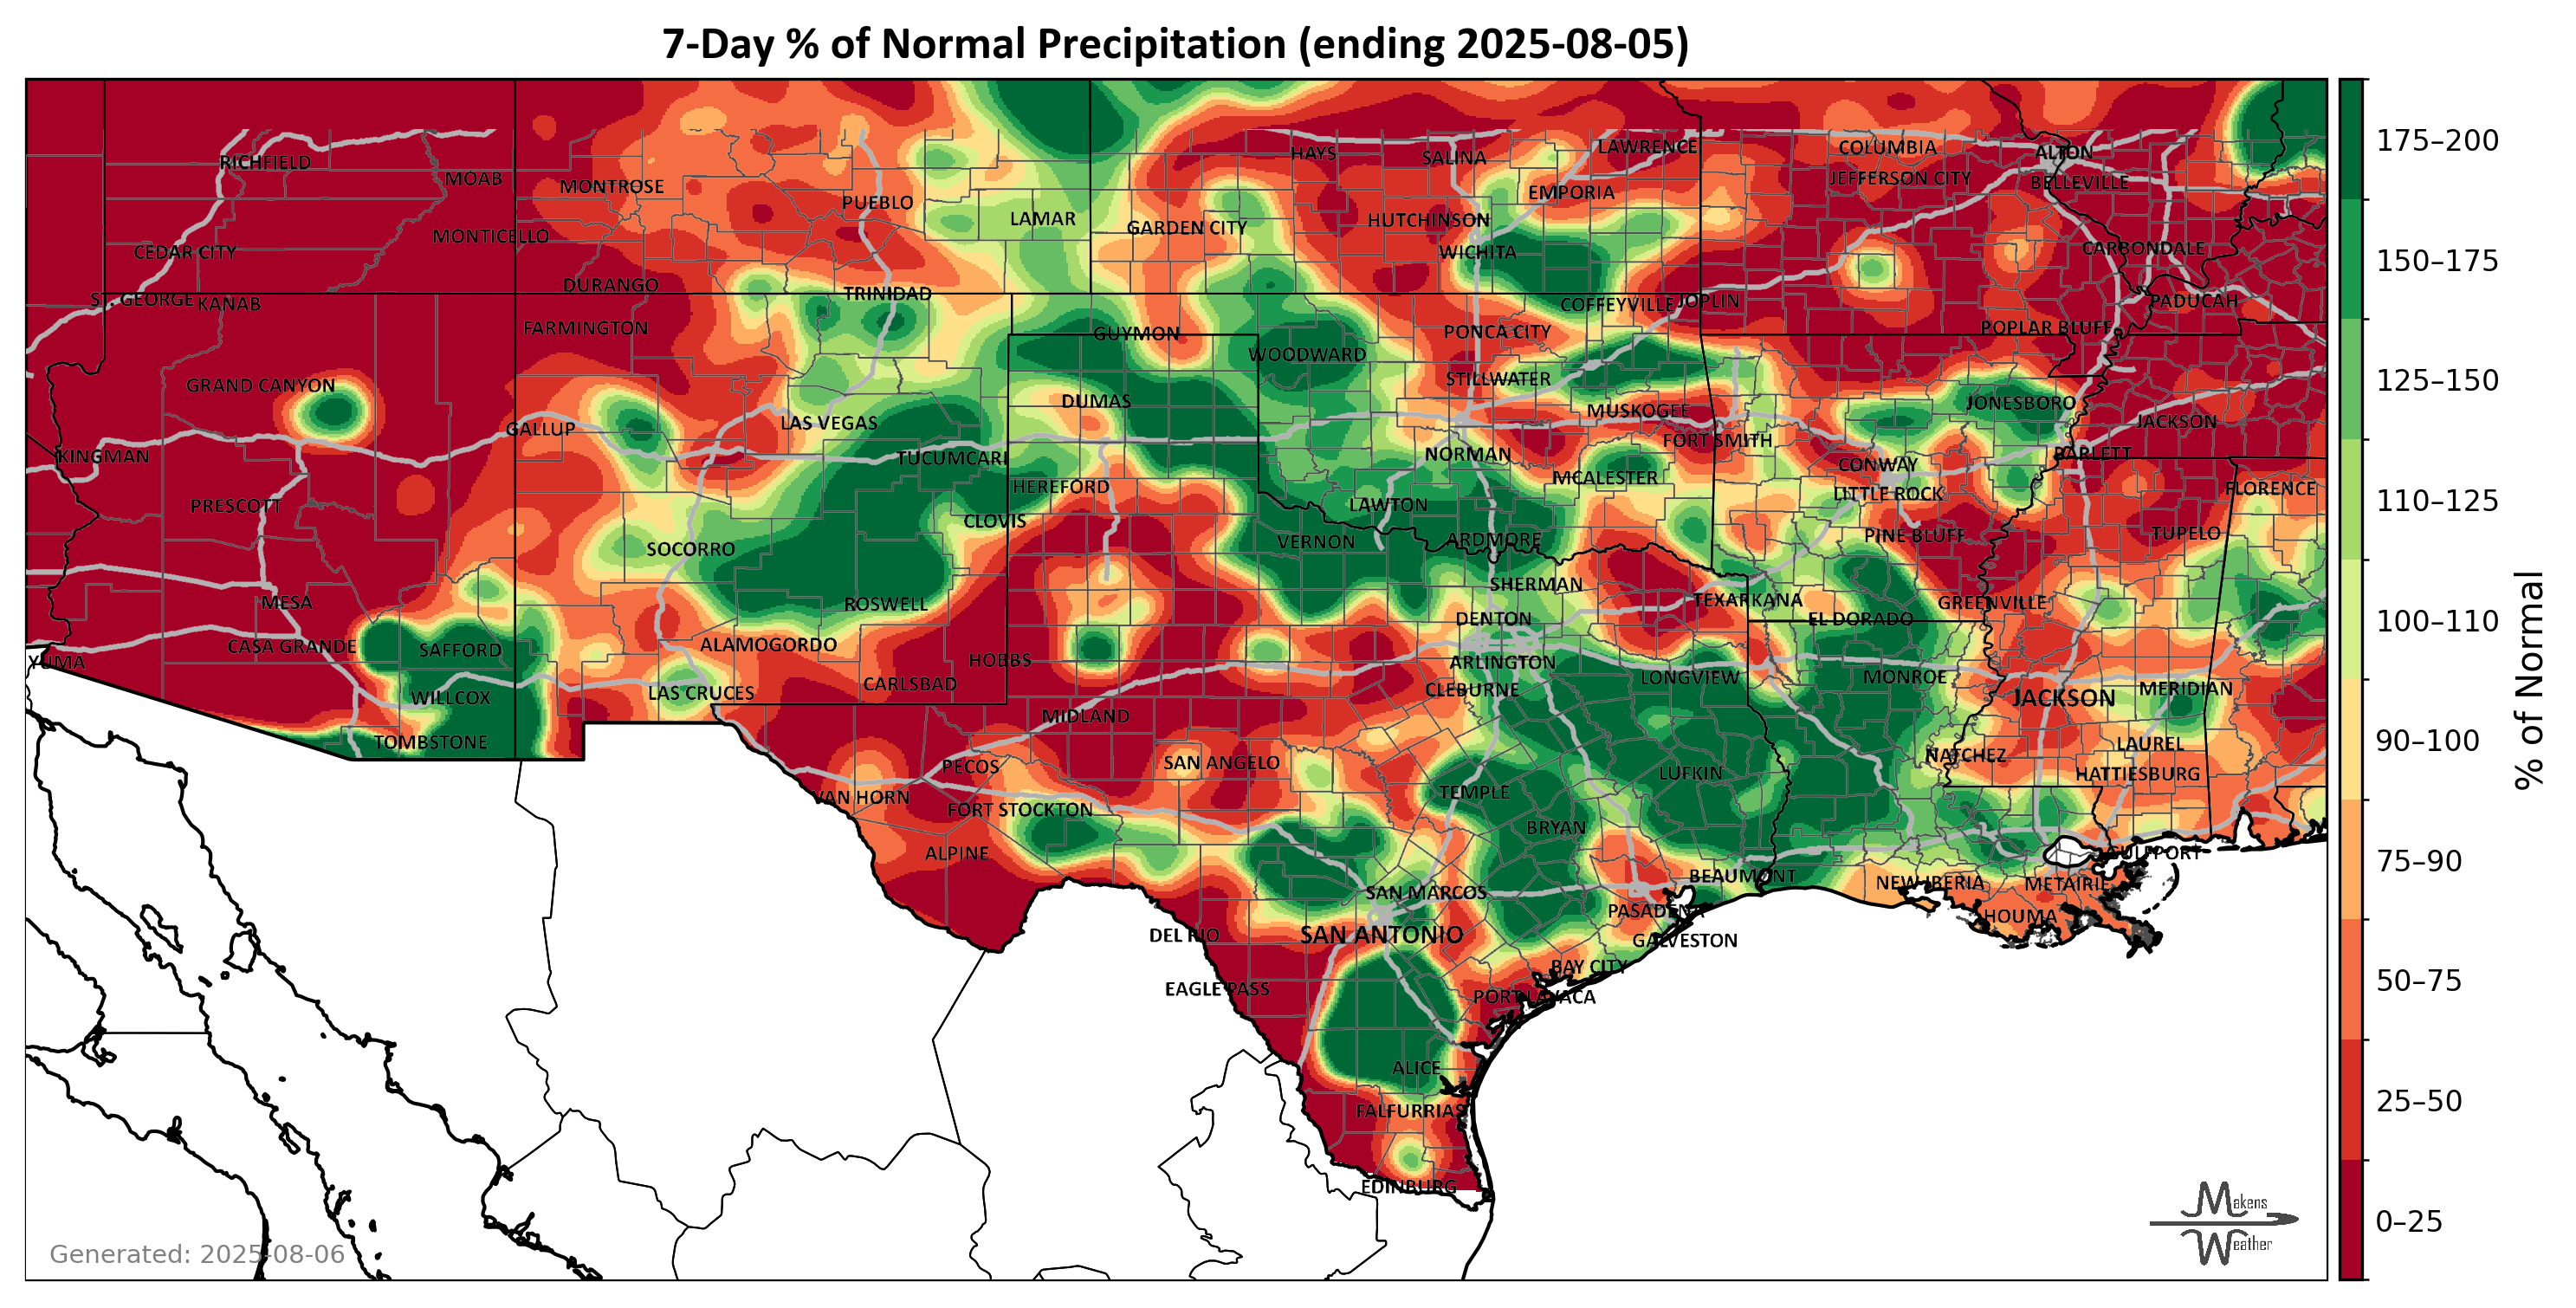 7-Day % of Normal Precipitation (ending 2025-08-05)
RICHFIELD
MOAB
MONTROSE
PUEBLO
LAMAR
GARDEN CITY
HAYS
SALINA
LAWRENCE
EMPORIA
HUTCHINSON
WICHITA
COLUMBIA
JEFFERSON CITY
ALTON
BELLEVILLE
CARBONDALE
PADUCAH
CEDAR CITY
MONTICELLO
DURANGO
TRINIDAD
COFFEYVILLE
JOPLIN
ST. GEORGE
KANAB
FARMINGTON
GUYMON
WOODWARD
PONCA CITY
POPLAR BLUFF
GRAND CANYON
DUMAS
STILLWATER
MUSKOGEE
JONESBORO
JACKSON
GALLUP
LAS VEGAS
TUCUMCARI
FORT SMITH
BARLETT
KINGMAN
NORMAN
CONWAY
MCALESTER
LITTLE ROCK
FLORENCE
PRESCOTT
HEREFORD
LAWTON
CLOVIS
SOCORRO
VERNON
ARDMORE
PINE BLUFF
TUPELO
MESA
ROSWELL
SHERMAN
TEXARKANA
GREENVILLE
DENTON
EL DORADO
CASA GRANDE
SAFFORD
ALAMOGORDO
HOBBS
ARLINGTON
YUMA
WILLCOX
LAS CRUCES
CARLSBAD
CLEBURNE
LONGVIEW
MONROE
JACKSON
MERIDIAN
TOMBSTONE
MIDLAND
PECOS
SAN ANGELO
LUFKIN
NATCHEZ
LAUREL
HATTIESBURG
VAN HORN
FORT STOCKTON
TEMPLE
BRYAN
ALPINE
GULFPORT
SAN MARCOS
BEAUMONT
NEW IBERIA
METAIRIE
PASADENA
HOUMA
DEL RIO
SAN ANTONIO
GALVESTON
BAY CITY
EAGLE PASS
PORT LAVACA
ALICE
FALFURRIAS
EDINBURG
Generated: 2025-08-06
Makens
Weather
175–200
150–175
125–150
110–125
100–110
90–100
75–90
50–75
25–50
0–25
% of Normal